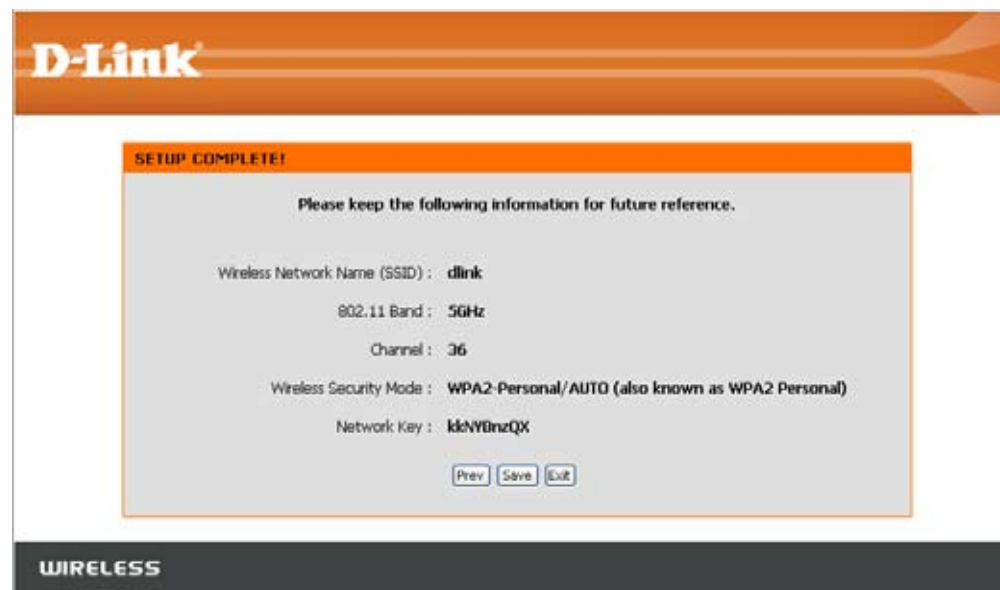 D-Link
SETUP COMPLETE!
Please keep the following information for future reference.
Wireless Network Name (SSID) : dlink
802.11 Band : 5GHz
Channel : 36
Wireless Security Mode : WPA2-Personal/AUTO (also known as WPA2 Personal)
Network Key :
Prev Save Exit
WIRELESS